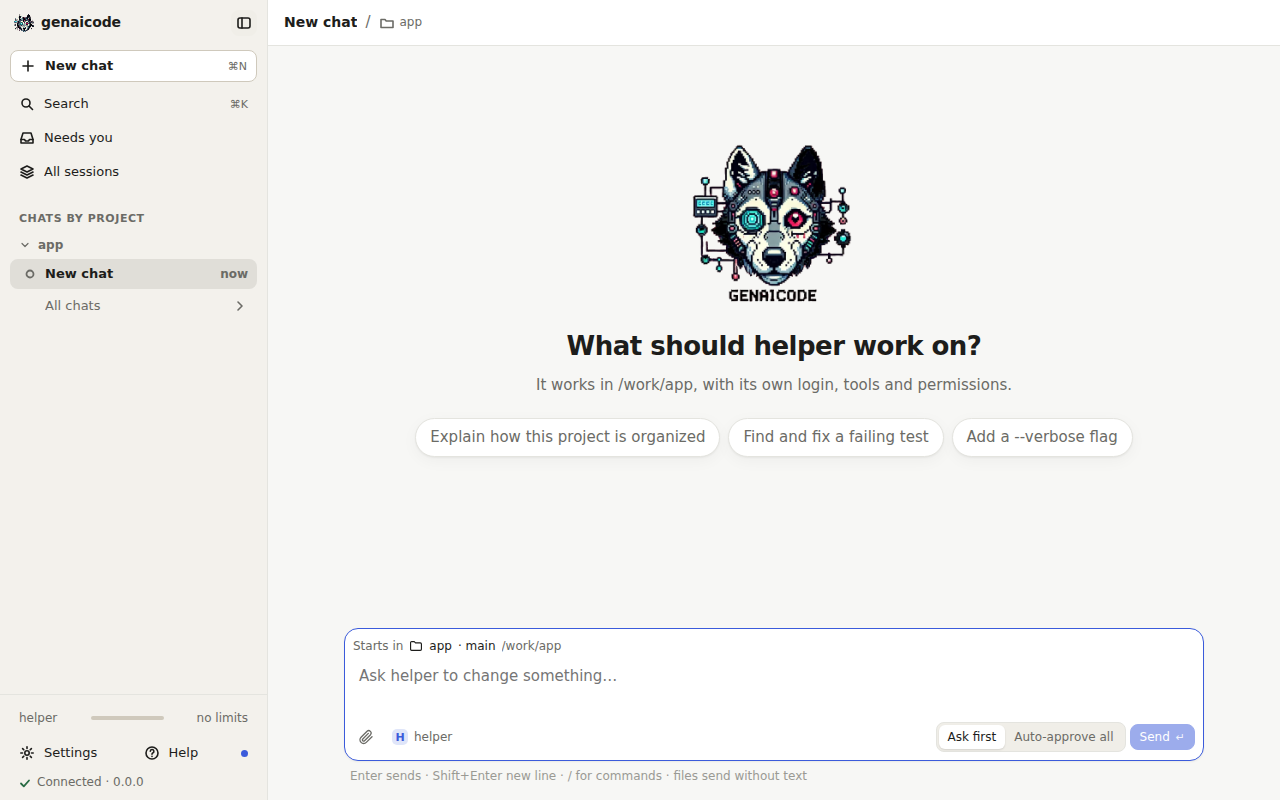 genaicode
New chat ⌘N
Search ⌘K
Needs you
All sessions
CHATS BY PROJECT
app
New chat now
All chats
helper no limits
Settings Help
Connected · 0.0.0
New chat / app
GENAICODE
What should helper work on?
It works in /work/app, with its own login, tools and permissions.
Explain how this project is organized Find and fix a failing test Add a --verbose flag
Starts in app · main /work/app
Ask helper to change something…
H helper Ask first Auto-approve all Send ↵
Enter sends · Shift+Enter new line · / for commands · files send without text